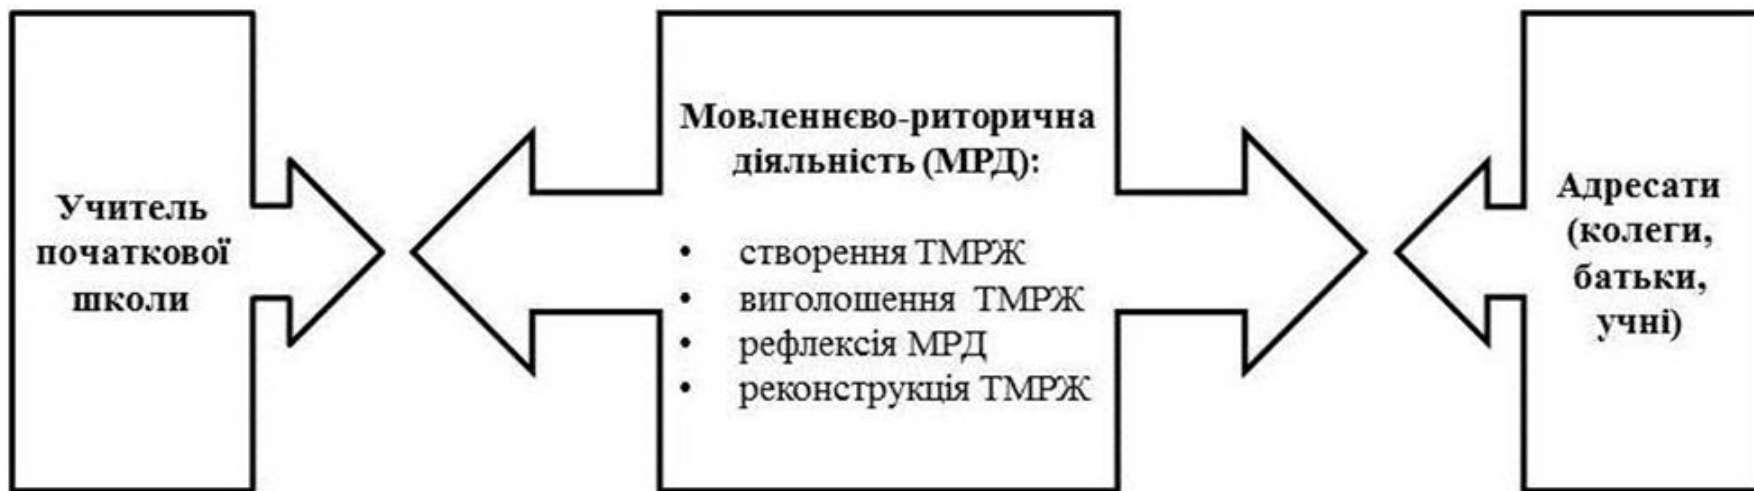 Учитель
початкової
школи
Мовленнєво-риторична
діяльність (МРД):
• створення ТМРЖ
• виголошення ТМРЖ
• рефлексія МРД
• реконструкція ТМРЖ
Адресати
(колеги,
батьки,
учні)